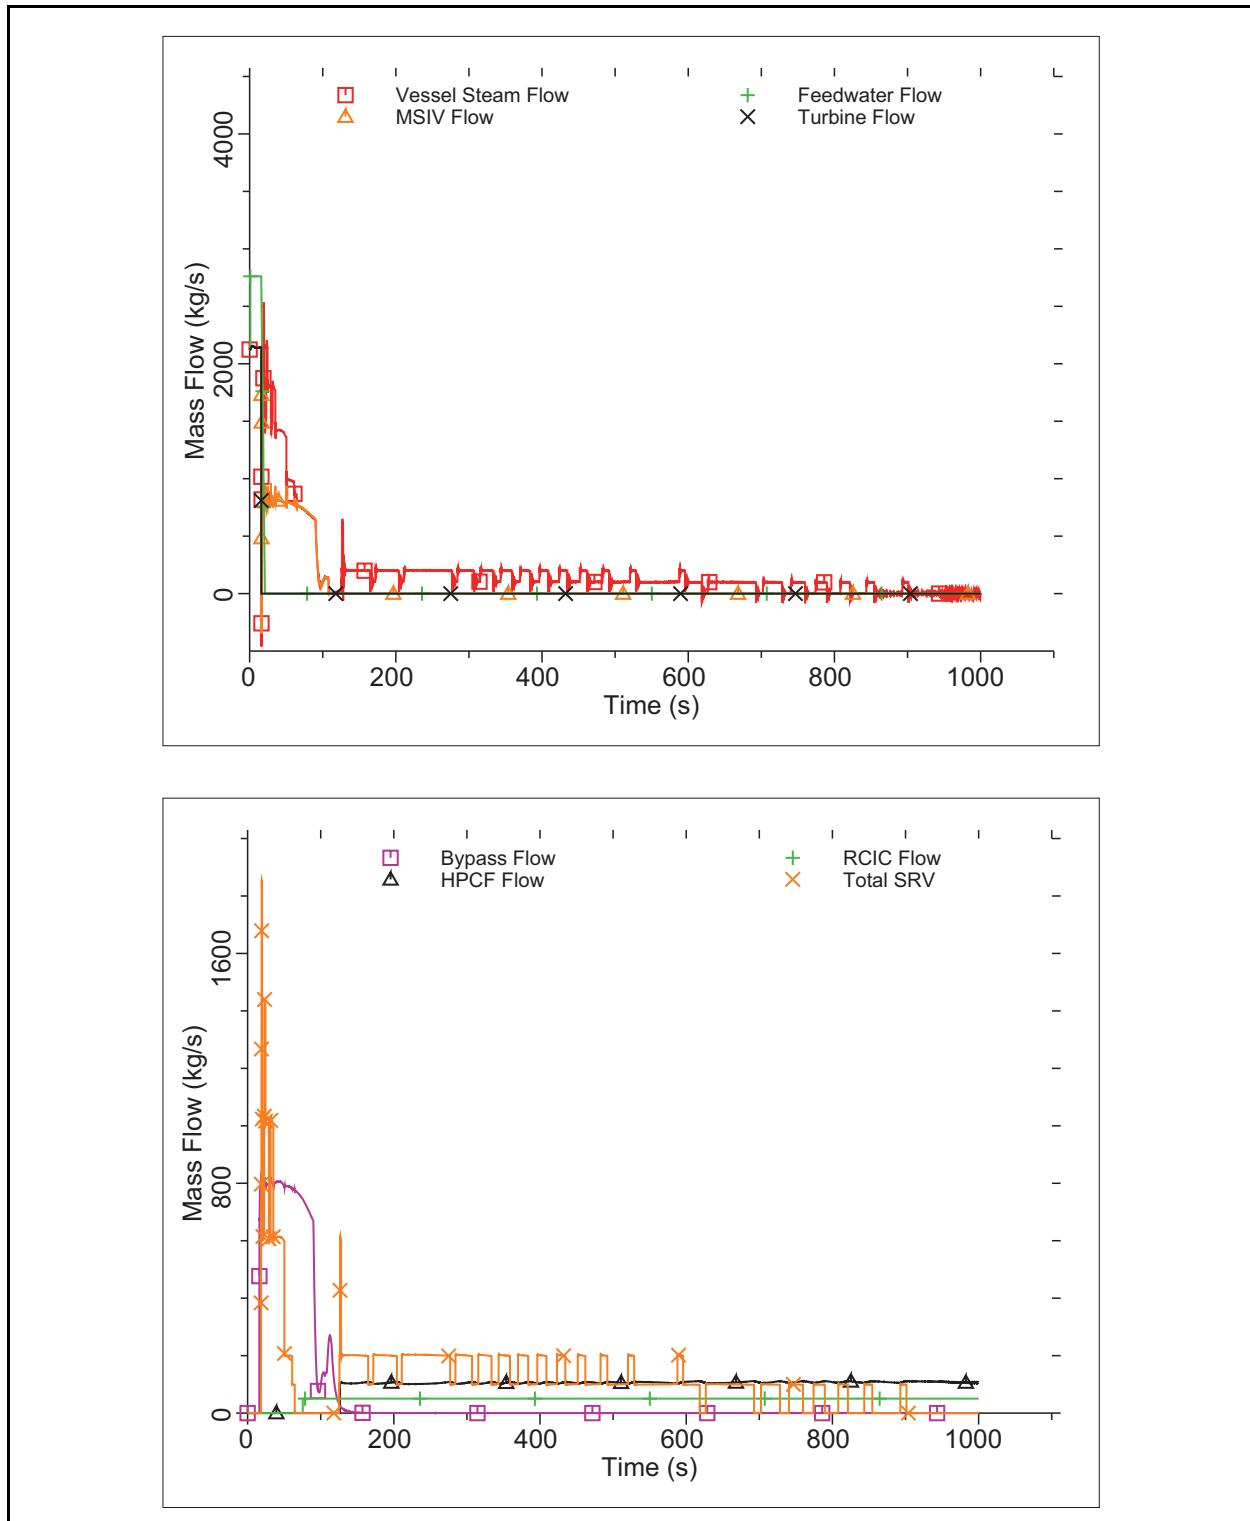 Vessel Steam Flow
MSIV Flow
Feedwater Flow
Turbine Flow
4000
2000
0
Mass Flow (kg/s)
0 200 400 600 800 1000
Time (s)
Bypass Flow
HPCF Flow
RCIC Flow
Total SRV
1600
800
0
Mass Flow (kg/s)
0 200 400 600 800 1000
Time (s)